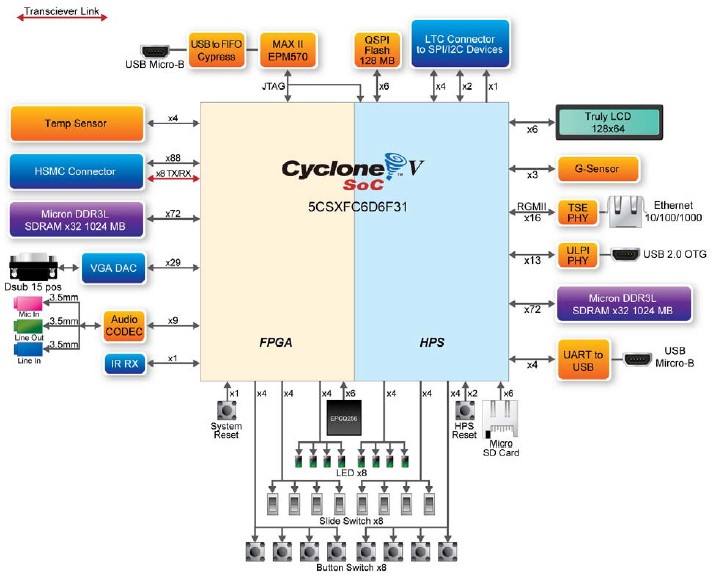 Transciever Link
USB Micro-B
USB to FIFO
Cypress
MAX II
EPM570
QSPI
Flash
128 MB
LTC Connector
to SPI/I2C Devices
JTAG
x6
x4
x2
x1
Temp Sensor
x4
HSMC Connector
x88
x8 TX/RX
Micron DDR3L
SDRAM x32 1024 MB
x72
Dsub 15 pos
VGA DAC
x29
3.5mm
Mic In
3.5mm
Line Out
3.5mm
Line In
Audio
CODEC
x9
IR RX
x1
Cyclone V
SoC
5CSXFC6D6F31
FPGA
HPS
x6
Truly LCD
128x64
x3
G-Sensor
RGMII
x16
TSE
PHY
Ethernet
10/100/1000
x13
ULPI
PHY
USB 2.0 OTG
x72
Micron DDR3L
SDRAM x32 1024 MB
x4
UART to
USB
USB
Mircro-B
x1
x4
x4
x4
x6
x4
x4
x4
x2
x6
System
Reset
EPCQ256
HPS
Reset
Micro
SD Card
LED x8
Slide Switch x8
Button Switch x8